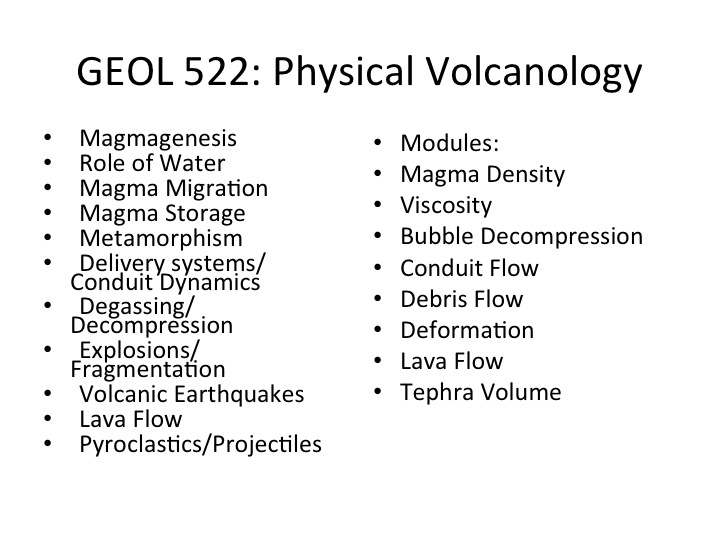 GEOL 522: Physical Volcanology
• Magmagenesis
• Role of Water
• Magma Migration
• Magma Storage
• Metamorphism
• Delivery systems/
Conduit Dynamics
• Degassing/
Decompression
• Explosions/
Fragmentation
• Volcanic Earthquakes
• Lava Flow
• Pyroclastics/Projectiles
• Modules:
• Magma Density
• Viscosity
• Bubble Decompression
• Conduit Flow
• Debris Flow
• Deformation
• Lava Flow
• Tephra Volume